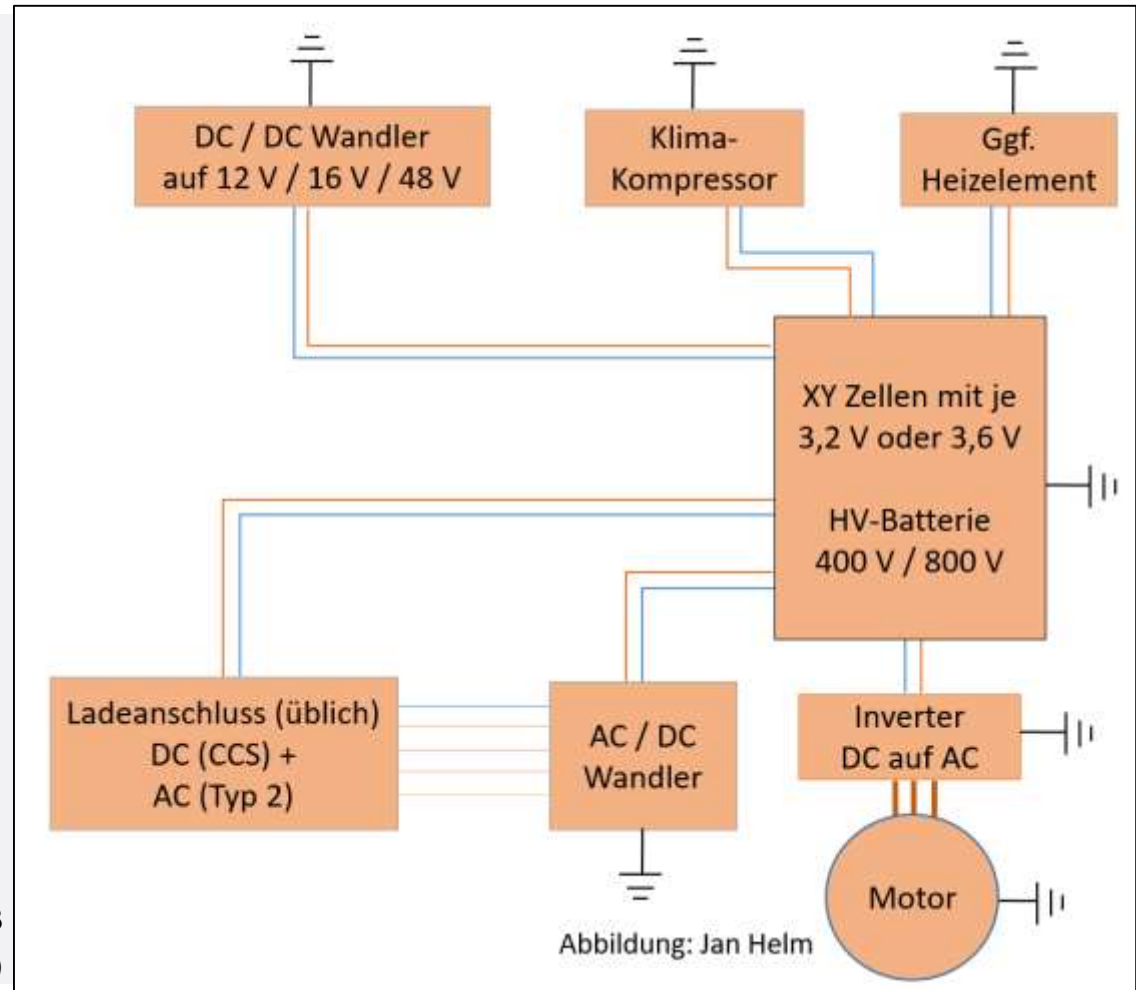 DC / DC Wandler
auf 12 V / 16 V / 48 V
Klima-
Kompressor
Ggf.
Heizelement
XY Zellen mit je
3,2 V oder 3,6 V
HV-Batterie
400 V / 800 V
Ladeanschluss (üblich)
DC (CCS) +
AC (Typ 2)
AC / DC
Wandler
Inverter
DC auf AC
Motor
Abbildung: Jan Helm